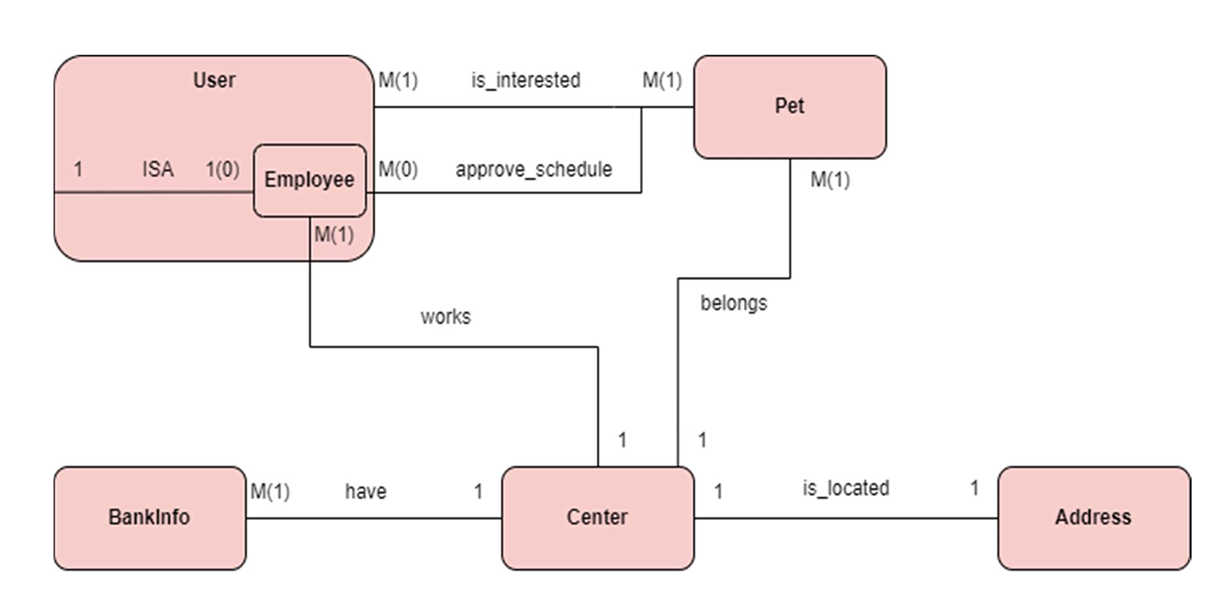 User
M(1) is_interested M(1)
Pet
1 ISA 1(0) Employee M(0) approve_schedule
M(1)
M(1)
belongs
works
1 1
BankInfo M(1) have 1 Center 1 is_located 1 Address